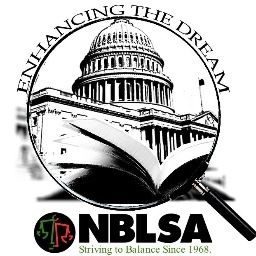 ENHANCING THE DREAM
NBLSA
Striving to Balance Since 1968.